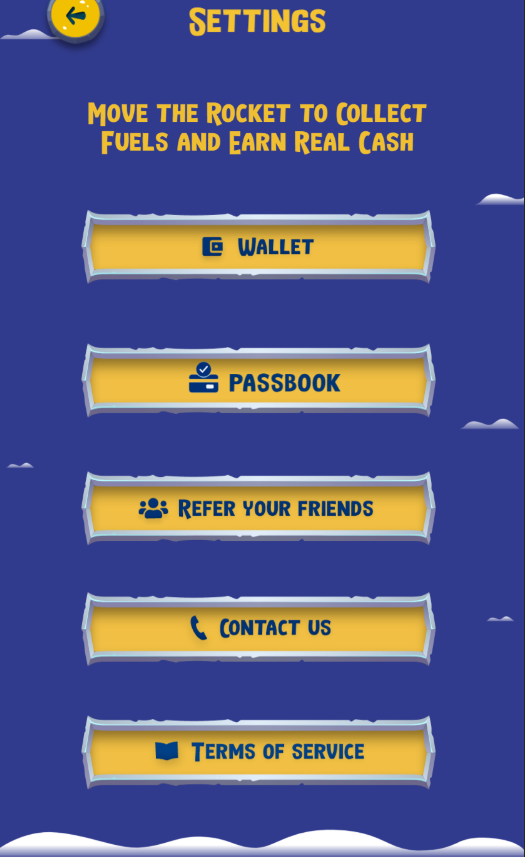 Settings
Move the Rocket to Collect
Fuels and Earn Real Cash
Wallet
PASSBOOK
Refer your friends
Contact us
Terms of service